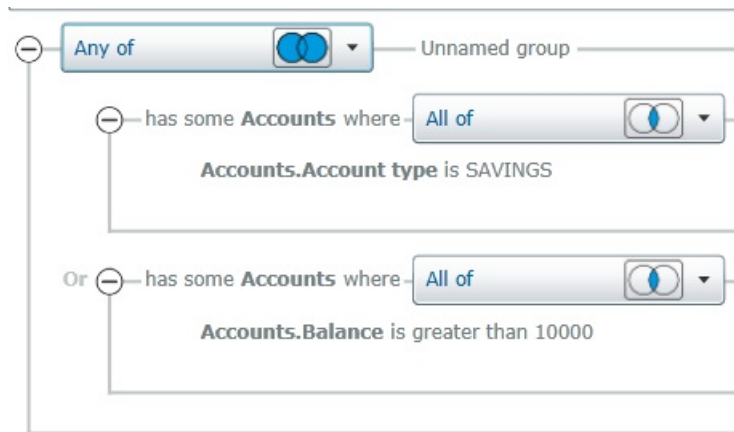 Any of Unnamed group
has some Accounts where All of
Accounts.Account type is SAVINGS
Or has some Accounts where All of
Accounts.Balance is greater than 10000